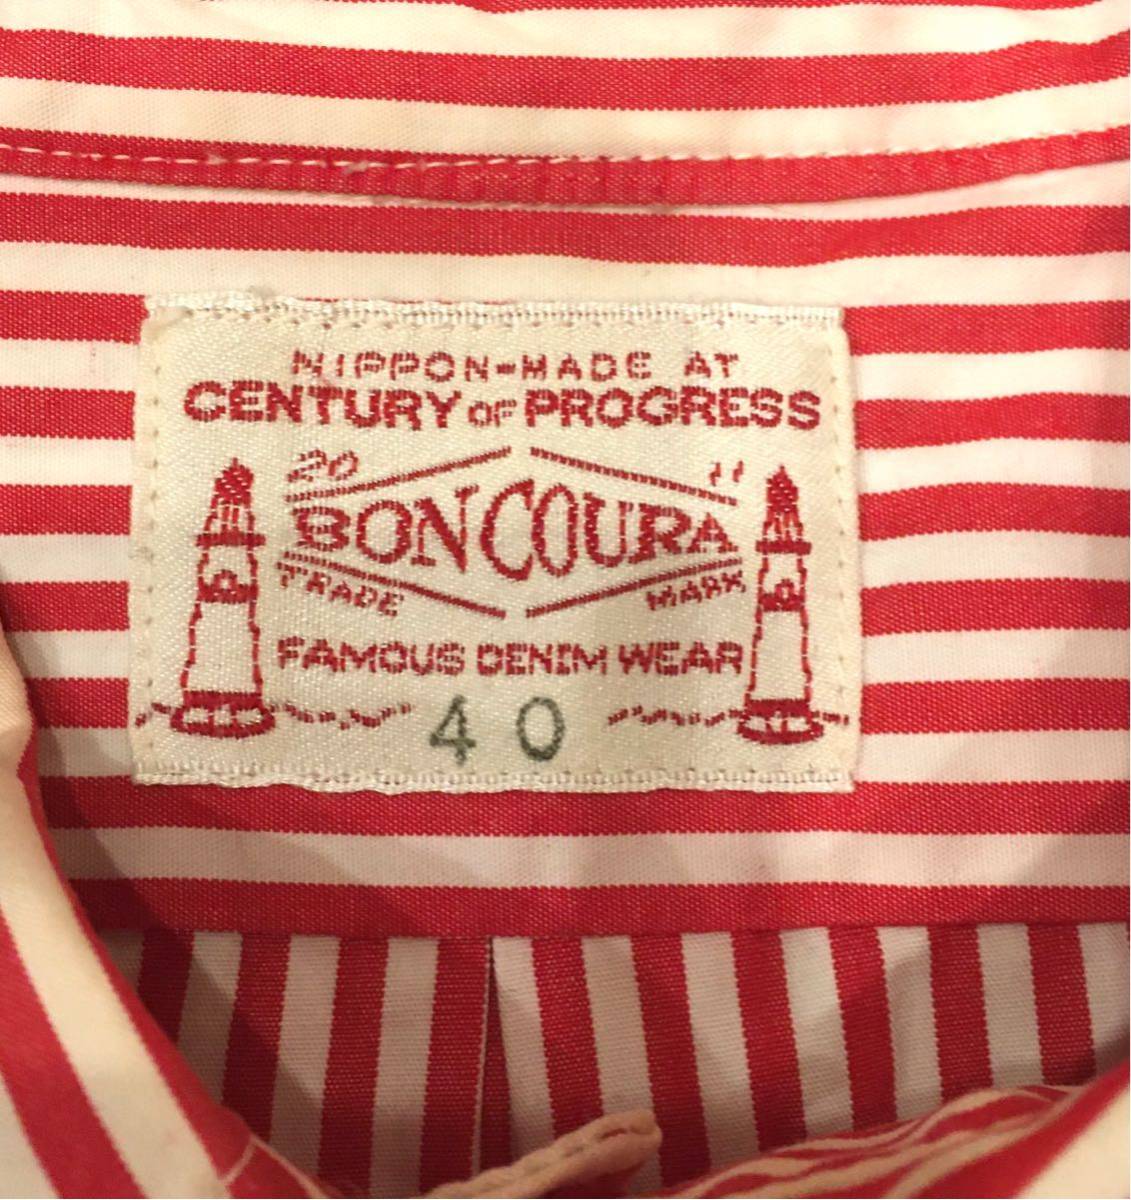 NIPPON-MADE AT
CENTURY OF PROGRESS
20 11
BONCOURA
TRADE MARK
FAMOUS DENIM WEAR
40